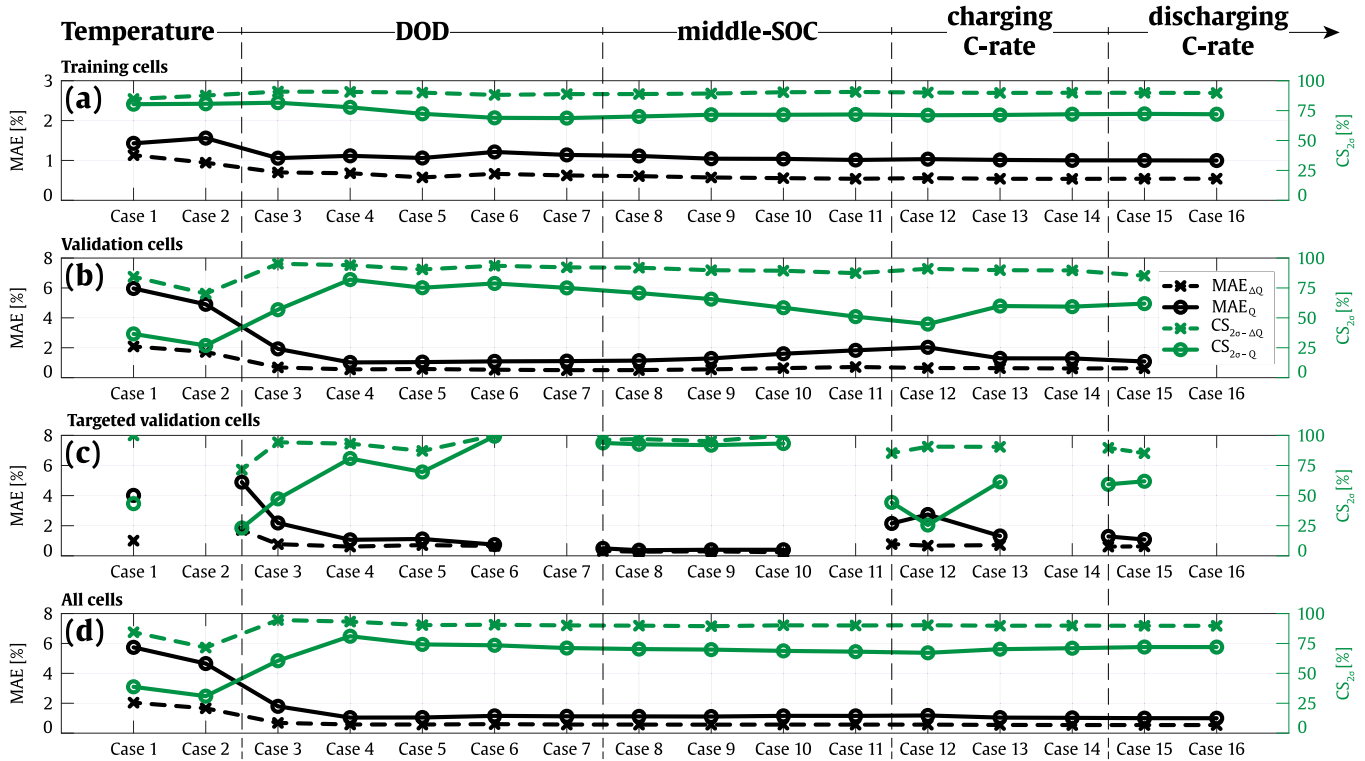 Temperature DOD middle-SOC charging C-rate discharging C-rate
Training cells
(a)
MAE [%]
3
2
1
0
100
75
50
25
0
CS2σ [%]
Case 1 Case 2 Case 3 Case 4 Case 5 Case 6 Case 7 Case 8 Case 9 Case 10 Case 11 Case 12 Case 13 Case 14 Case 15 Case 16
Validation cells
(b)
MAE [%]
8
6
4
2
0
100
75
50
25
0
CS2σ [%]
MAEΔQ
MAEQ
CS2σ-ΔQ
CS2σ-Q
Case 1 Case 2 Case 3 Case 4 Case 5 Case 6 Case 7 Case 8 Case 9 Case 10 Case 11 Case 12 Case 13 Case 14 Case 15 Case 16
Targeted validation cells
(c)
MAE [%]
8
6
4
2
0
100
75
50
25
0
CS2σ [%]
Case 1 Case 2 Case 3 Case 4 Case 5 Case 6 Case 7 Case 8 Case 9 Case 10 Case 11 Case 12 Case 13 Case 14 Case 15 Case 16
All cells
(d)
MAE [%]
8
6
4
2
0
100
75
50
25
0
CS2σ [%]
Case 1 Case 2 Case 3 Case 4 Case 5 Case 6 Case 7 Case 8 Case 9 Case 10 Case 11 Case 12 Case 13 Case 14 Case 15 Case 16